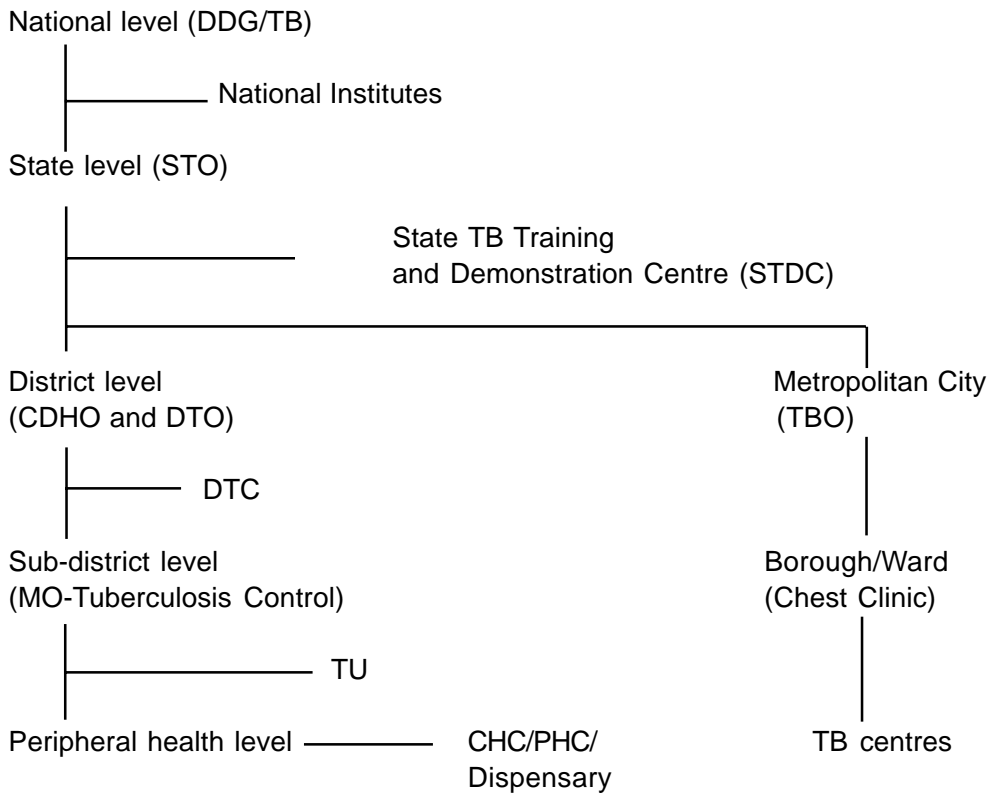 National level (DDG/TB)
National Institutes
State level (STO)
State TB Training
and Demonstration Centre (STDC)
District level
(CDHO and DTO)
Metropolitan City
(TBO)
DTC
Sub-district level
(MO-Tuberculosis Control)
Borough/Ward
(Chest Clinic)
TU
Peripheral health level
CHC/PHC/
Dispensary
TB centres